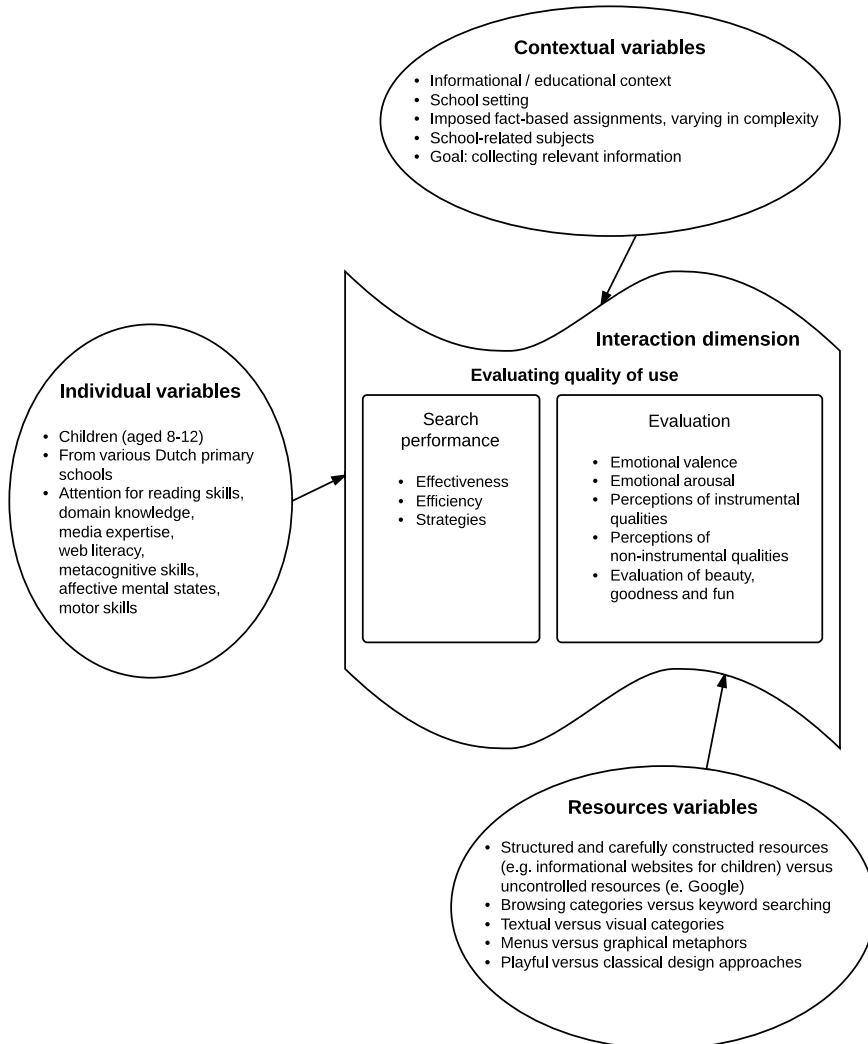 Contextual variables
• Informational / educational context
• School setting
• Imposed fact-based assignments, varying in complexity
• School-related subjects
• Goal: collecting relevant information
Interaction dimension
Evaluating quality of use
Individual variables
• Children (aged 8-12)
• From various Dutch primary
schools
• Attention for reading skills,
domain knowledge,
media expertise,
web literacy,
metacognitive skills,
affective mental states,
motor skills
Search
performance
• Effectiveness
• Efficiency
• Strategies
Evaluation
• Emotional valence
• Emotional arousal
• Perceptions of instrumental
qualities
• Perceptions of
non-instrumental qualities
• Evaluation of beauty,
goodness and fun
Resources variables
• Structured and carefully constructed resources
(e.g. informational websites for children) versus
uncontrolled resources (e. Google)
• Browsing categories versus keyword searching
• Textual versus visual categories
• Menus versus graphical metaphors
• Playful versus classical design approaches